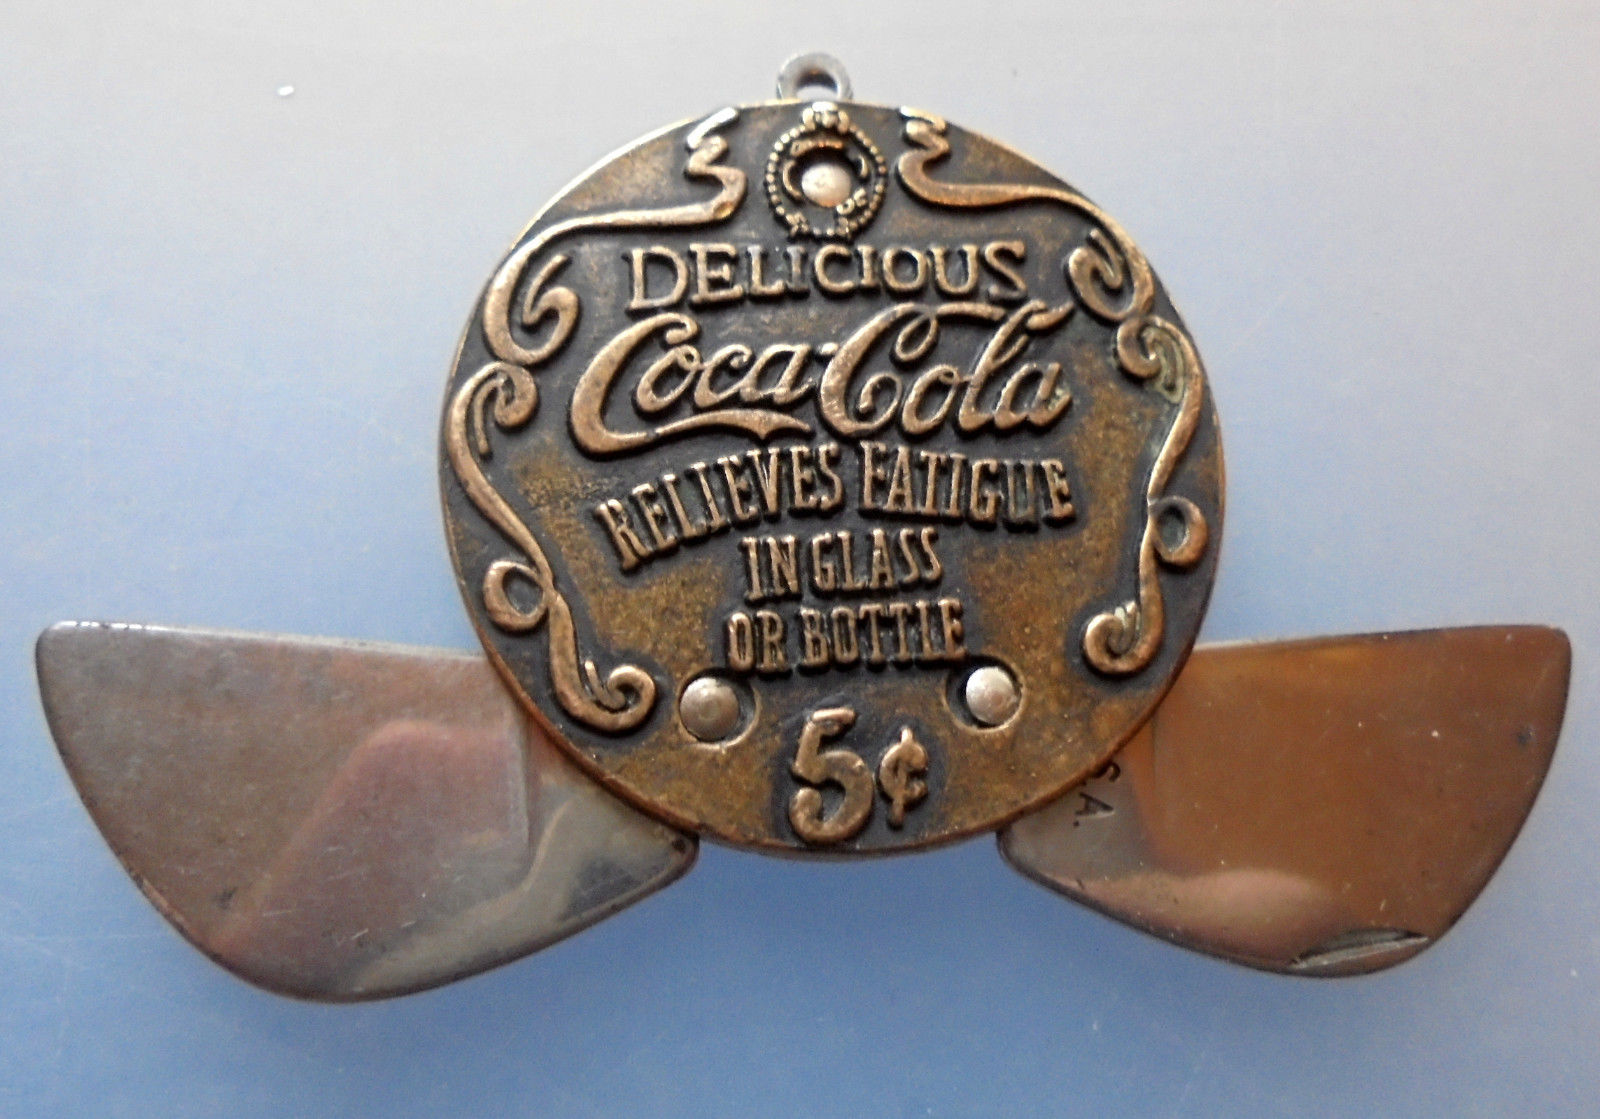 DELICIOUS
Coca-Cola
RELIEVES FATIGUE
IN GLASS
OR BOTTLE
5¢
S.A.